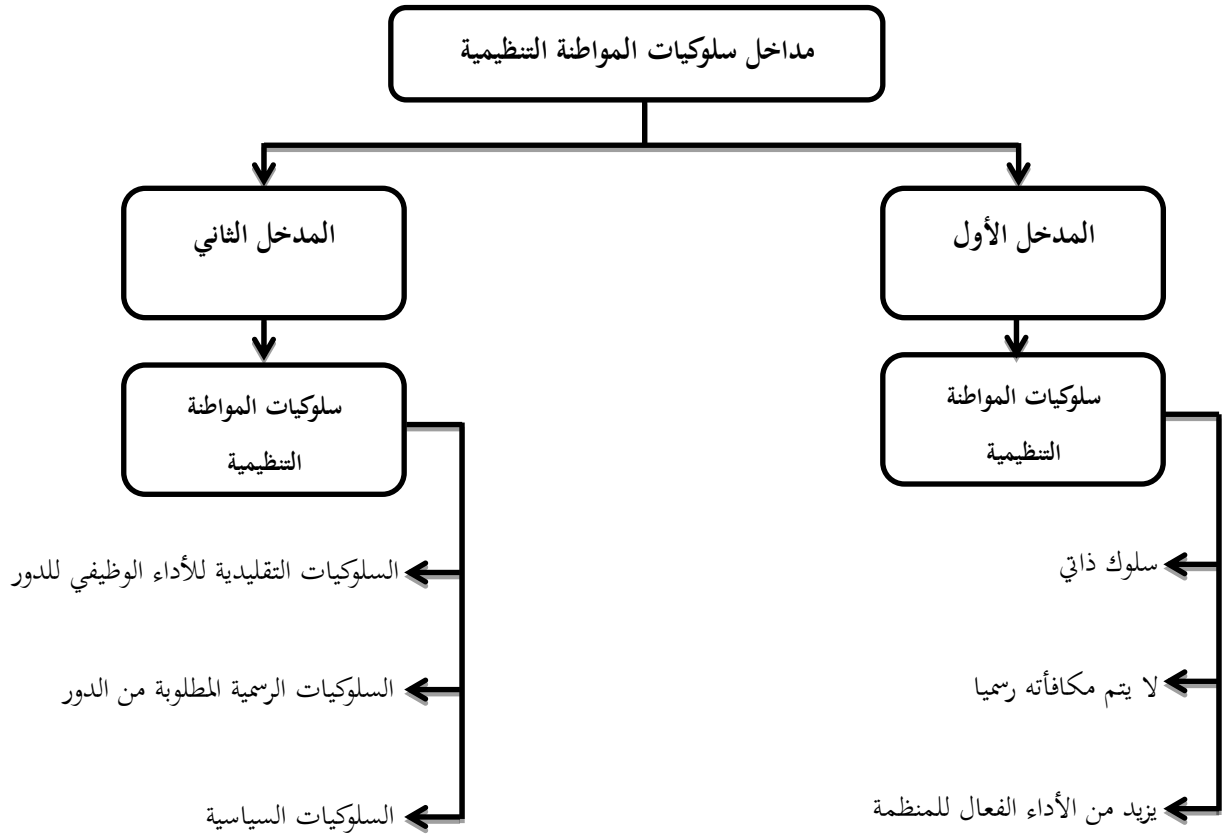 مداخل سلوكيات المواطنة التنظيمية
المدخل الأول
المدخل الثاني
سلوكيات المواطنة
التنظيمية
سلوك ذاتي
لا يتم مكافأته رسميا
يزيد من الأداء الفعال للمنظمة
سلوكيات المواطنة
التنظيمية
السلوكيات التقليدية للأداء الوظيفي للدور
السلوكيات الرسمية المطلوبة من الدور
السلوكيات السياسية